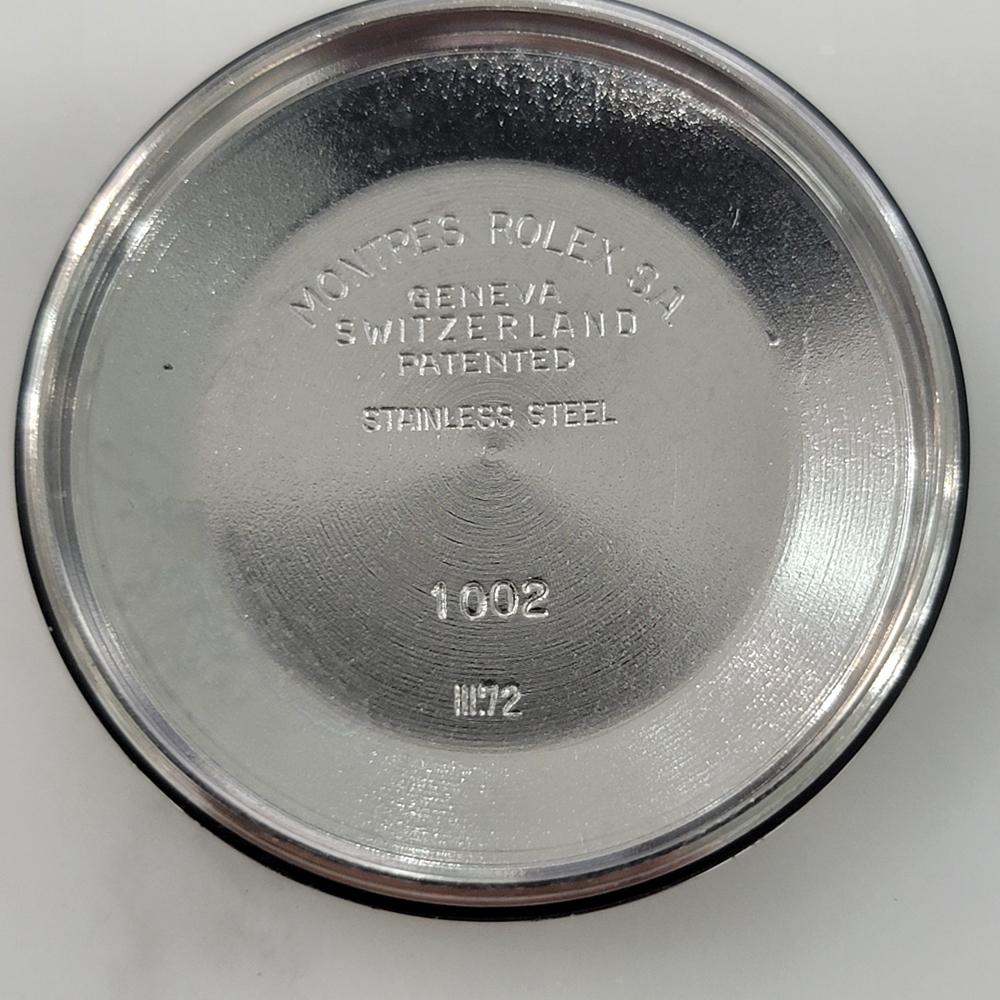 MONTRES ROLEX S.A
GENEVA
SWITZERLAND
PATENTED
STAINLESS STEEL
1002
III.72